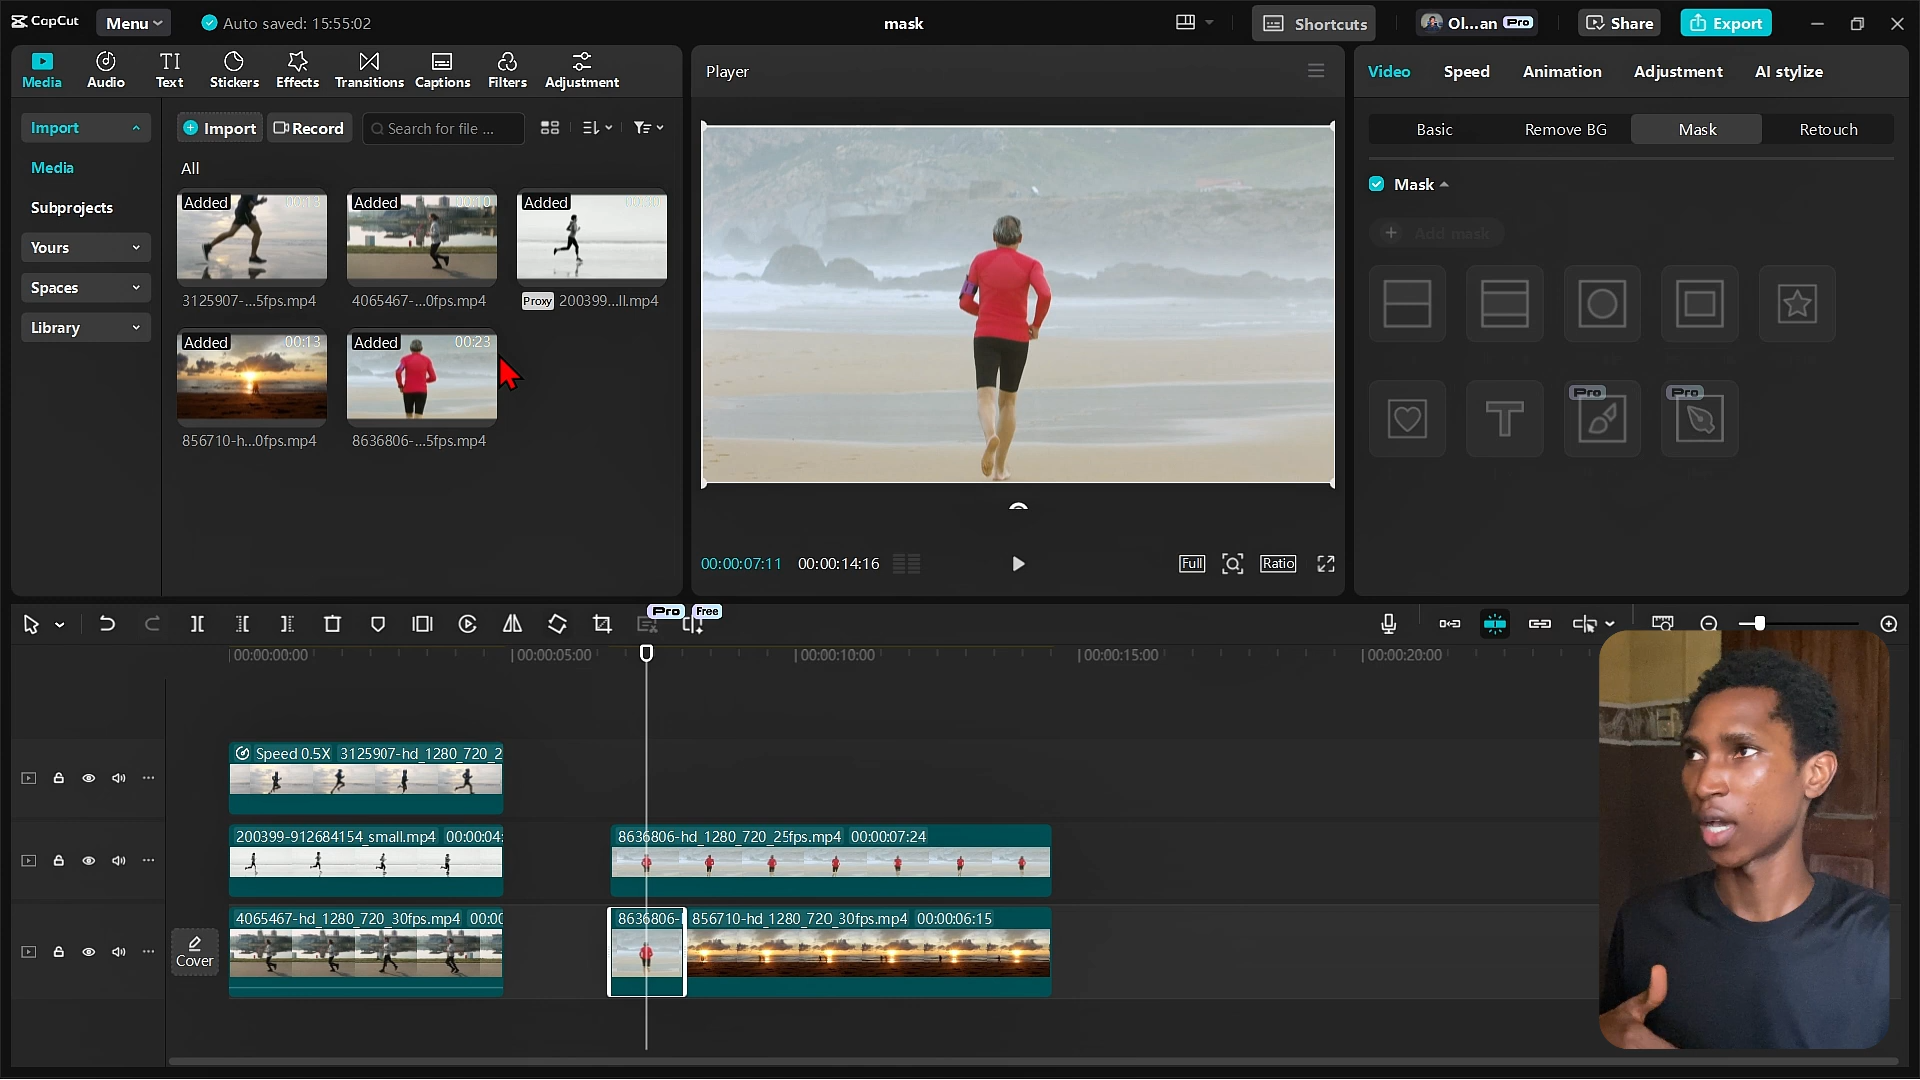 CapCut
Menu
Auto saved: 15:55:02
mask
Shortcuts
Ol...an
Pro
Share
Export
Media
Audio
TI
Text
Stickers
Effects
Transitions
Captions
Filters
Adjustment
Import
Media
Subprojects
Yours
Spaces
Library
Import
Record
Search for file ...
All
Added
00:13
3125907-...5fps.mp4
Added
00:10
4065467-...0fps.mp4
Added
Proxy
200399...ll.mp4
Added
00:13
856710-h...0fps.mp4
Added
00:23
8636806-...5fps.mp4
Player
00:00:07:11
00:00:14:16
Full
Ratio
Video
Speed
Animation
Adjustment
AI stylize
Basic
Remove BG
Mask
Retouch
Mask
Add mask
Pro
Pro
Pro
Free
00:00:00:00
00:00:05:00
00:00:10:00
00:00:15:00
00:00:20:00
Speed 0.5X 3125907-hd_1280_720_2
200399-912684154_small.mp4 00:00:04:
8636806-hd_1280_720_25fps.mp4 00:00:07:24
Cover
4065467-hd_1280_720_30fps.mp4 00:00
8636806-
856710-hd_1280_720_30fps.mp4 00:00:06:15